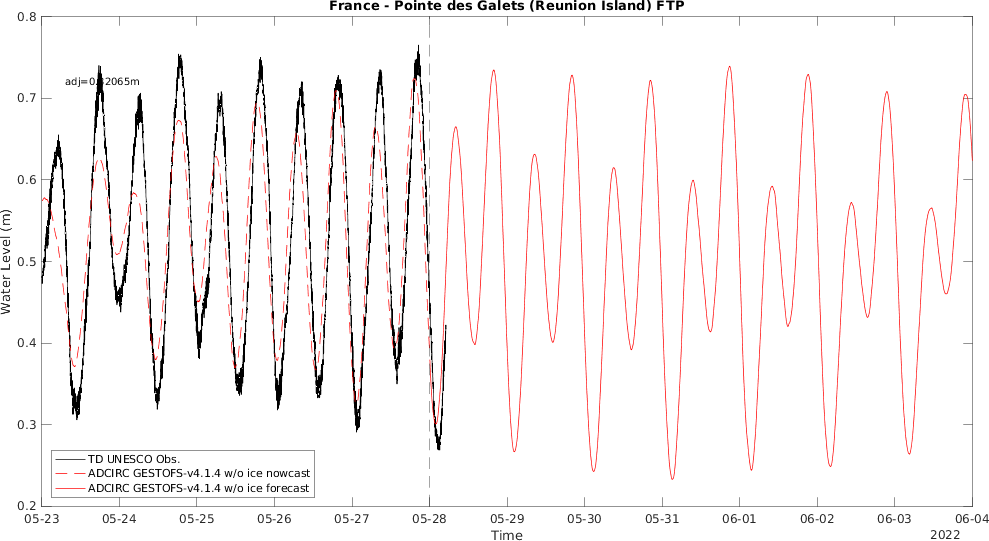 France - Pointe des Galets (Reunion Island) FTP
0.8
0.7
0.6
0.5
0.4
0.3
0.2
Water Level (m)
TD UNESCO Obs.
ADCIRC GESTOFS-v4.1.4 w/o ice nowcast
ADCIRC GESTOFS-v4.1.4 w/o ice forecast
05-23 05-24 05-25 05-26 05-27 05-28 05-29 05-30 05-31 06-01 06-02 06-03 06-04
Time
2022